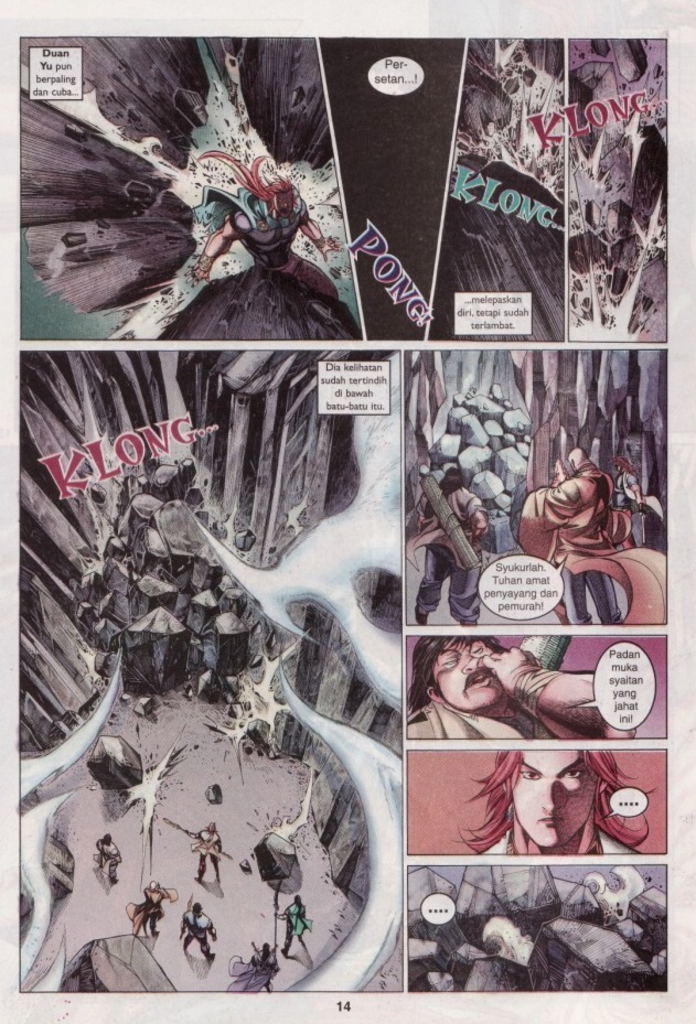 Duan
Yu pun
berpaling
dan cuba...
Per-
setan...!
PONG!
KLONG...
...melepaskan
diri, tetapi sudah
terlambat.
KLONG...
KLONG...
Dia kelihatan
sudah tertindih
di bawah
batu-batu itu.
Syukurlah.
Tuhan amat
penyayang dan
pemurah!
Padan
muka
syaitan
yang
jahat
ini!
....
....
14